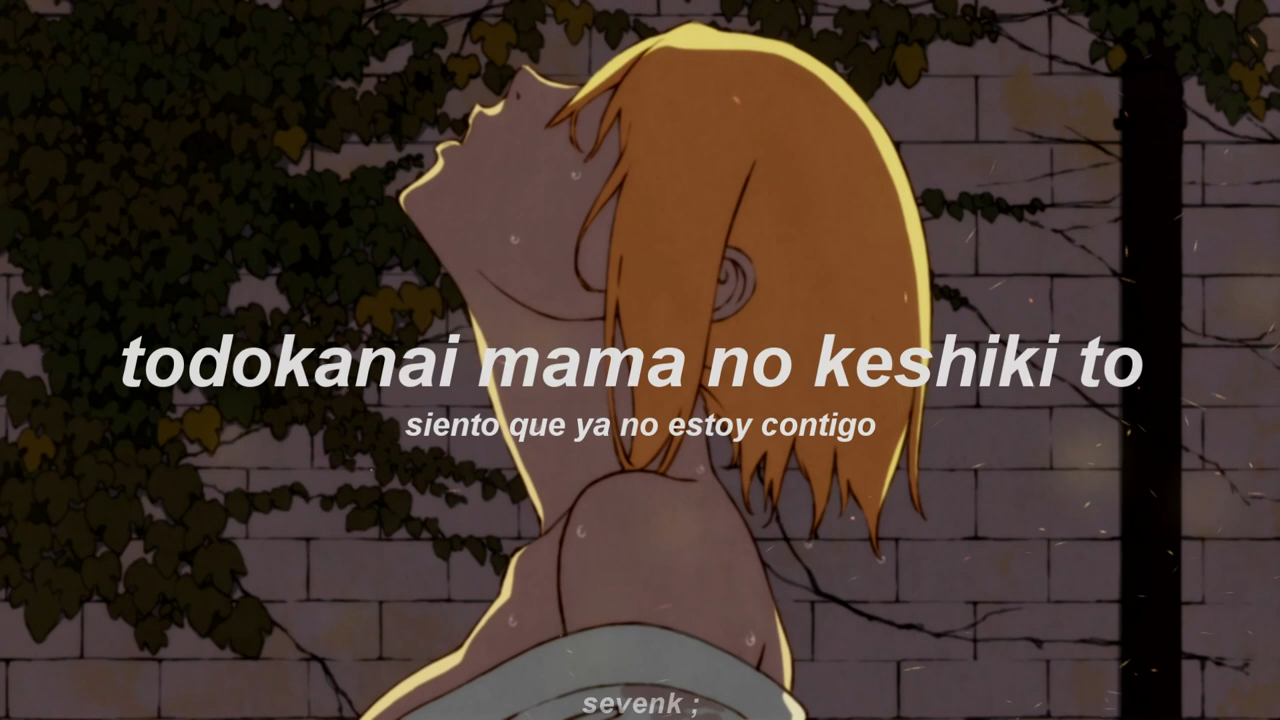 todokanai mama no keshiki to
siento que ya no estoy contigo
sevenk ;